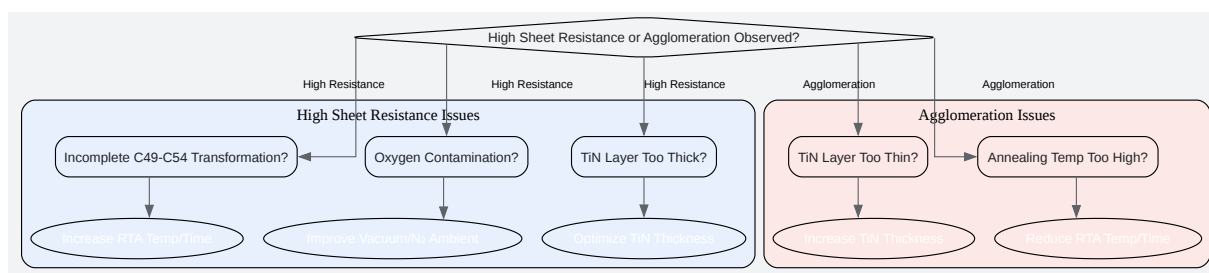 High Sheet Resistance or Agglomeration Observed?
High Resistance
High Resistance
High Resistance
Agglomeration
Agglomeration
High Sheet Resistance Issues
Agglomeration Issues
Incomplete C49-C54 Transformation?
Oxygen Contamination?
TiN Layer Too Thick?
TiN Layer Too Thin?
Annealing Temp Too High?
Increase RTA Temp/Time
Improve Vacuum/N₂ Ambient
Optimize TiN Thickness
Increase TiN Thickness
Reduce RTA Temp/Time